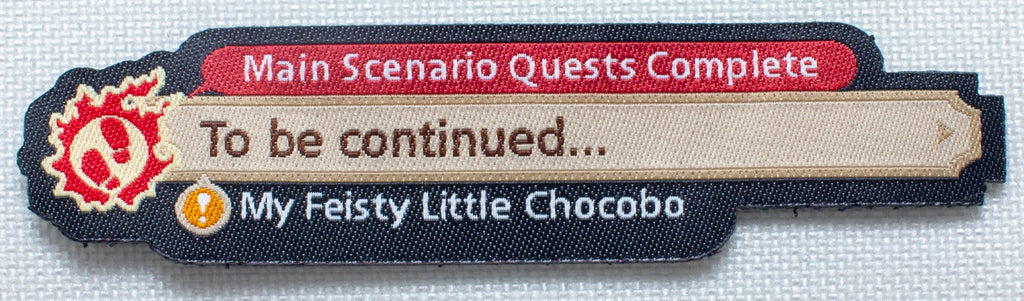 Main Scenario Quests Complete
To be continued...
My Feisty Little Chocobo